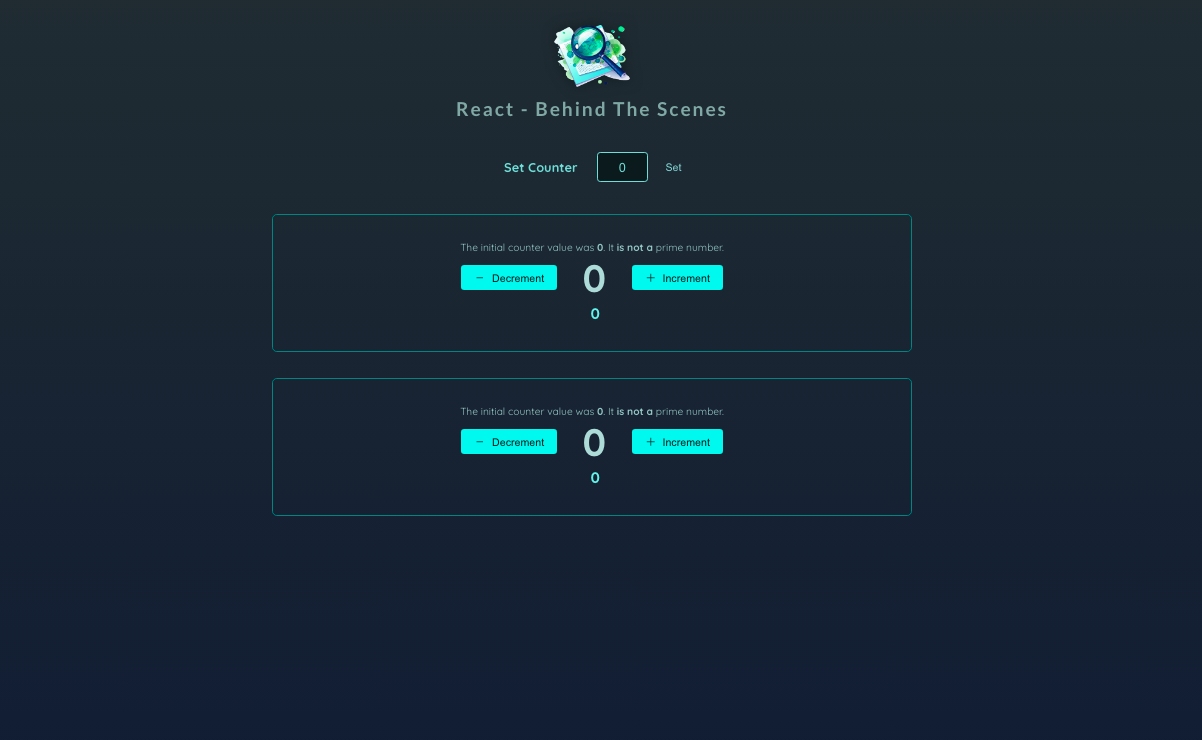 React - Behind The Scenes
Set Counter 0 Set
The initial counter value was 0. It is not a prime number.
− Decrement 0 + Increment
0
The initial counter value was 0. It is not a prime number.
− Decrement 0 + Increment
0